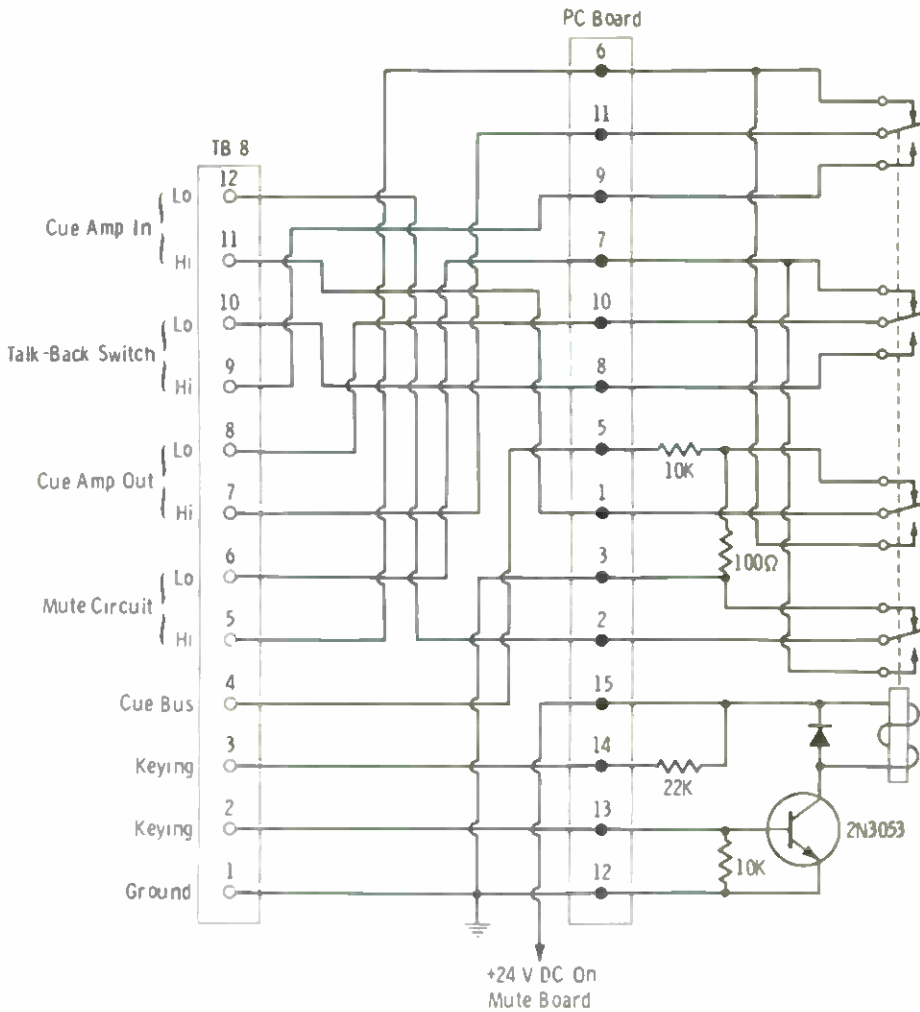 PC Board
6
11
9
7
10
8
5
1
3
2
15
14
13
12
TB 8
12
11
10
9
8
7
6
5
4
3
2
1
Lo
Cue Amp In
Hi
Lo
Talk-Back Switch
Hi
Lo
Cue Amp Out
Hi
Lo
Mute Circuit
Hi
Cue Bus
Keying
Keying
Ground
10K
100Ω
22K
10K
2N3053
+24 V DC On
Mute Board